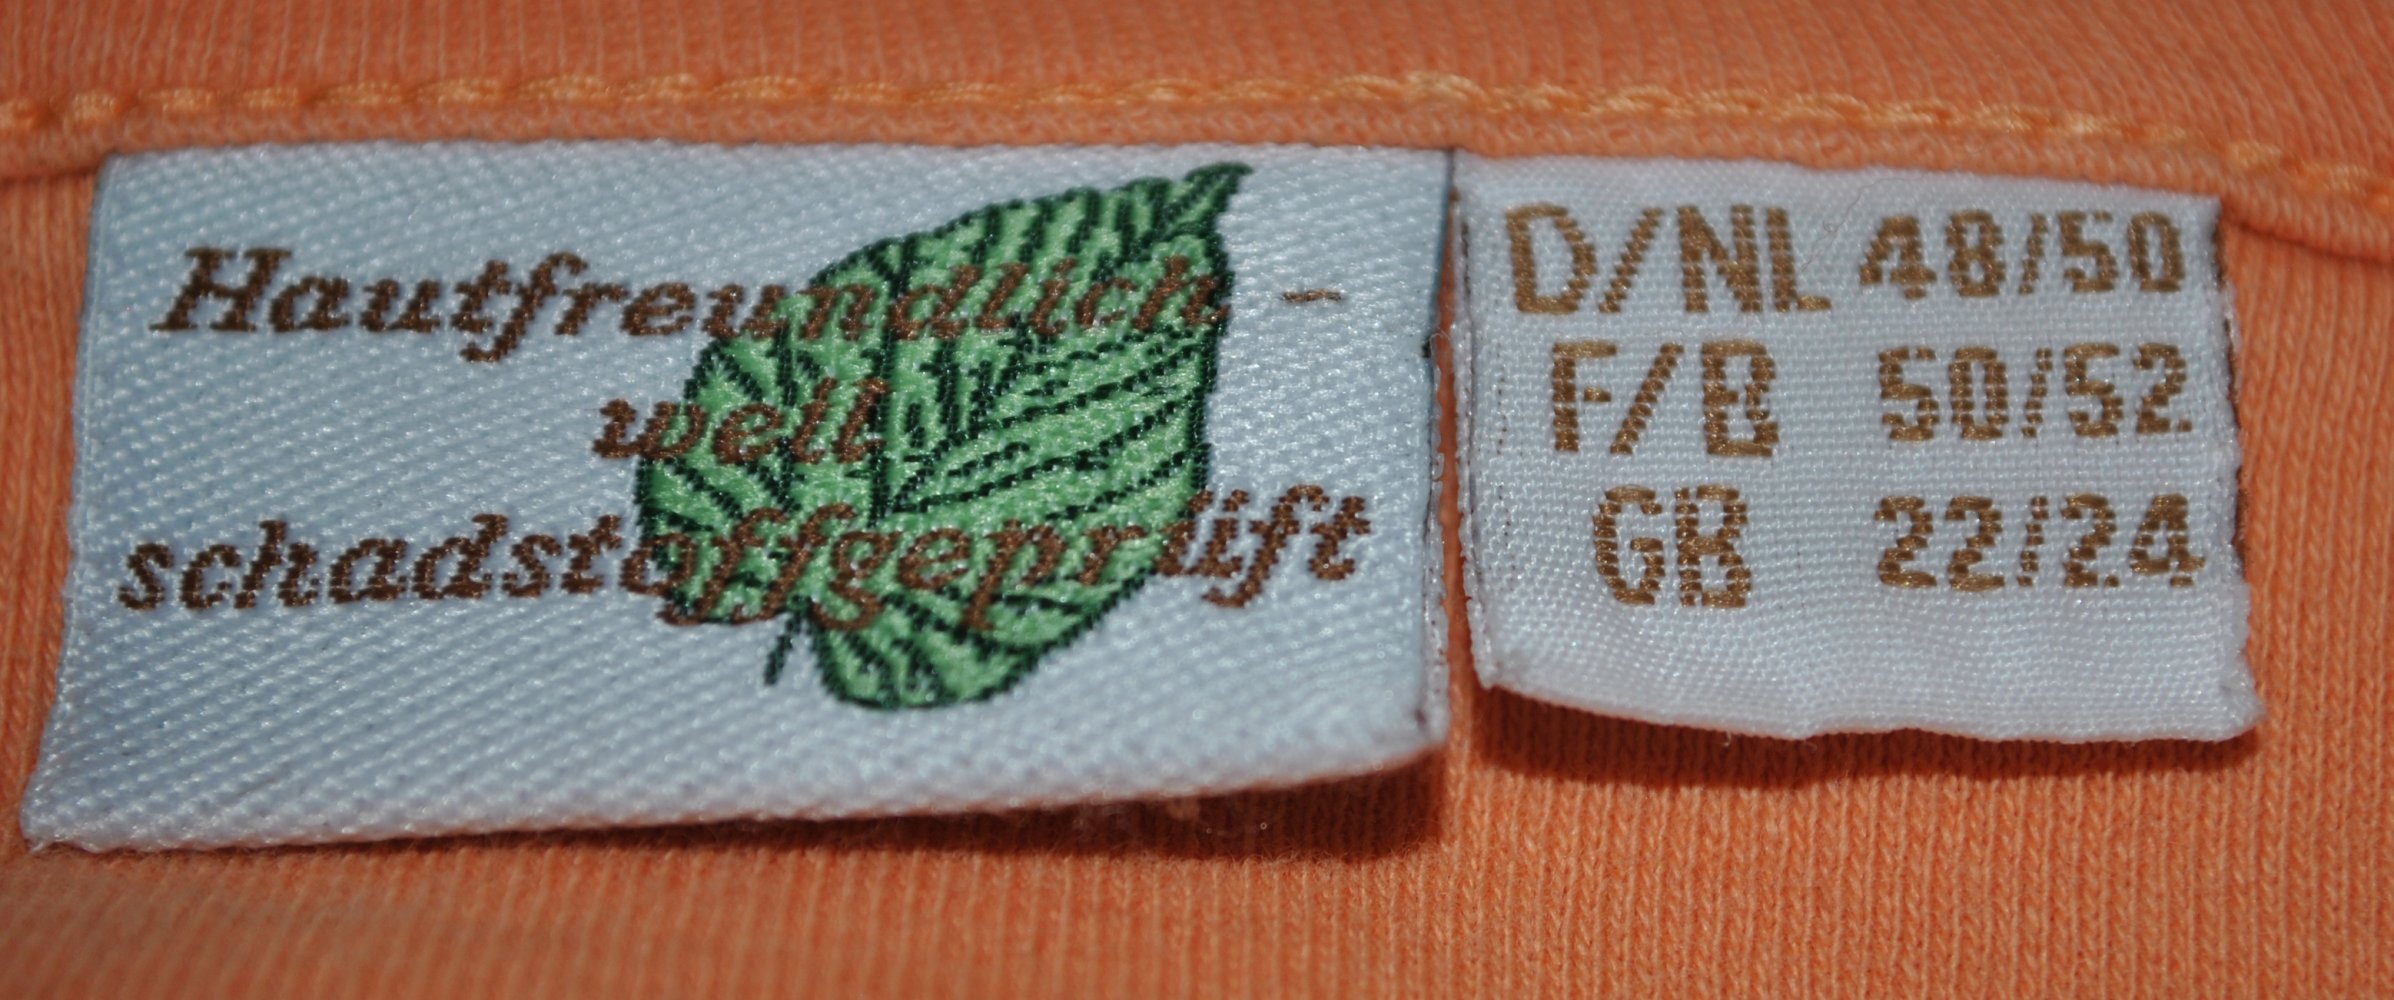 Hautfreundlich -
weil
schadstoffgeprüft
D/NL 48/50
F/B 50/52
GB 22/24